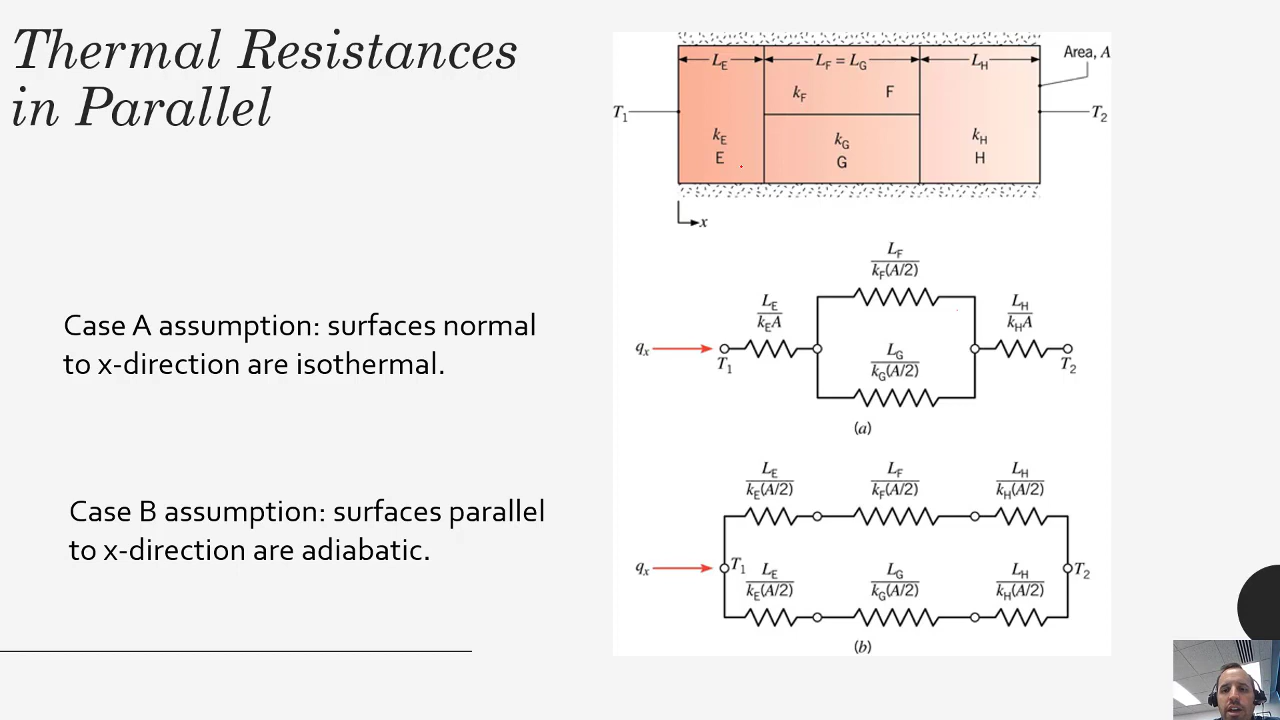 Thermal Resistances
in Parallel
Case A assumption: surfaces normal
to x-direction are isothermal.
Case B assumption: surfaces parallel
to x-direction are adiabatic.
L_E
L_F = L_G
L_H
Area, A
k_F F
T_1
T_2
k_E
E
k_G
G
k_H
H
x
L_F
k_F(A/2)
L_E
k_EA
L_H
k_HA
q_x
T_1
L_G
k_G(A/2)
T_2
(a)
L_E
k_E(A/2)
L_F
k_F(A/2)
L_H
k_H(A/2)
q_x
T_1
L_E
k_E(A/2)
L_G
k_G(A/2)
L_H
k_H(A/2)
T_2
(b)